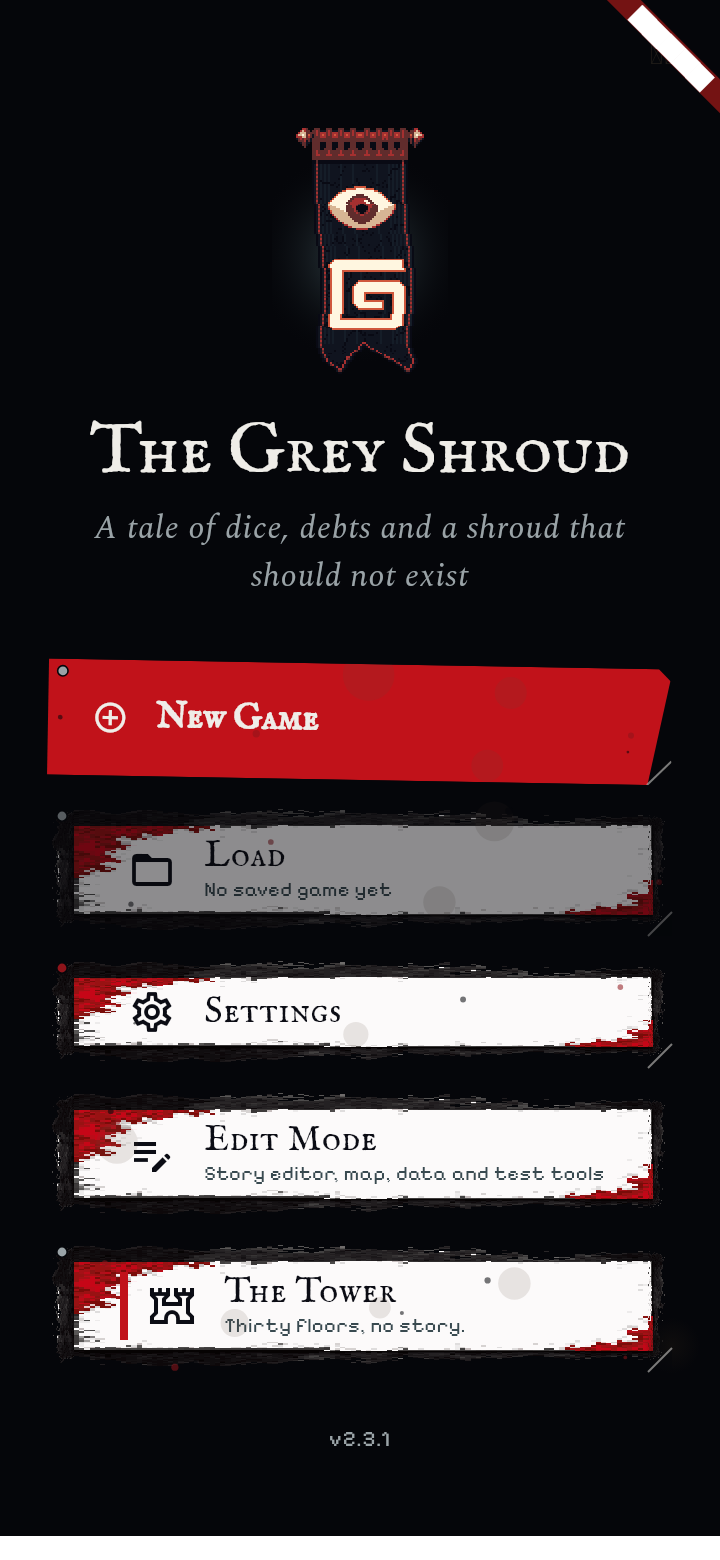 The Grey Shroud
A tale of dice, debts and a shroud that
should not exist
New Game
Load
No saved game yet
Settings
Edit Mode
Story editor, map, data and test tools
The Tower
Thirty floors, no story.
v2.3.1